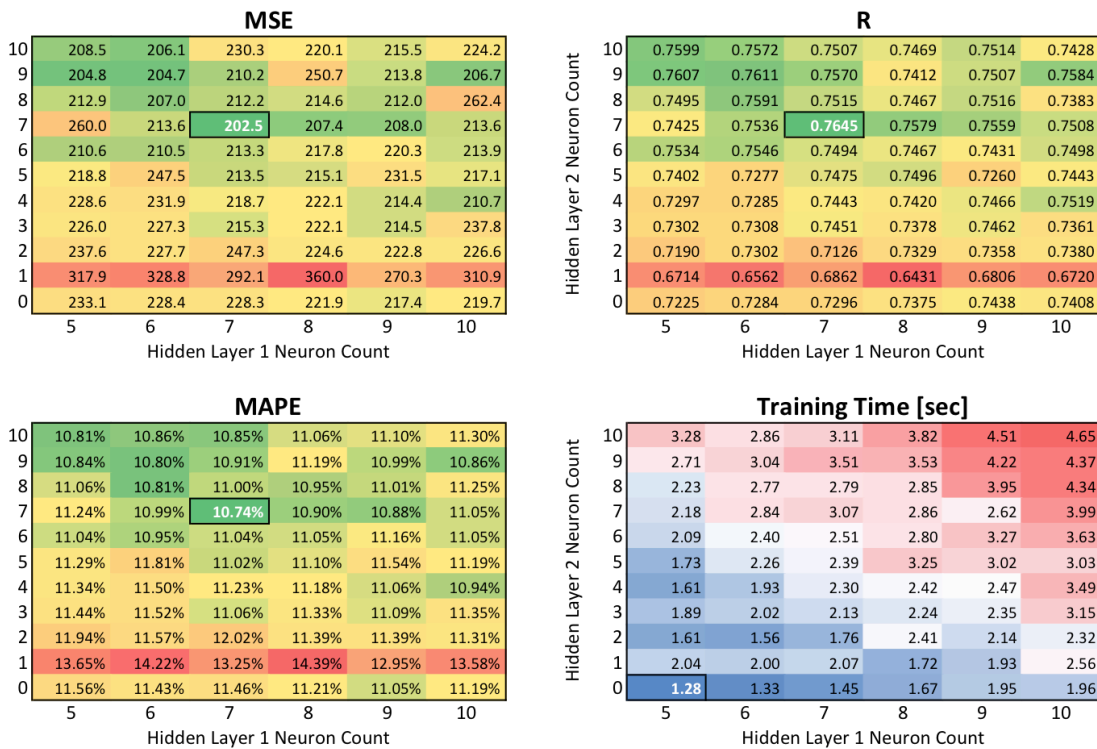 MSE
10 208.5 206.1 230.3 220.1 215.5 224.2
9 204.8 204.7 210.2 250.7 213.8 206.7
8 212.9 207.0 212.2 214.6 212.0 262.4
7 260.0 213.6 202.5 207.4 208.0 213.6
6 210.6 210.5 213.3 217.8 220.3 213.9
5 218.8 247.5 213.5 215.1 231.5 217.1
4 228.6 231.9 218.7 222.1 214.4 210.7
3 226.0 227.3 215.3 222.1 214.5 237.8
2 237.6 227.7 247.3 224.6 222.8 226.6
1 317.9 328.8 292.1 360.0 270.3 310.9
0 233.1 228.4 228.3 221.9 217.4 219.7
5 6 7 8 9 10
Hidden Layer 1 Neuron Count
R
Hidden Layer 2 Neuron Count
10 0.7599 0.7572 0.7507 0.7469 0.7514 0.7428
9 0.7607 0.7611 0.7570 0.7412 0.7507 0.7584
8 0.7495 0.7591 0.7515 0.7467 0.7516 0.7383
7 0.7425 0.7536 0.7645 0.7579 0.7559 0.7508
6 0.7534 0.7546 0.7494 0.7467 0.7431 0.7498
5 0.7402 0.7277 0.7475 0.7496 0.7260 0.7443
4 0.7297 0.7285 0.7443 0.7420 0.7466 0.7519
3 0.7302 0.7308 0.7451 0.7378 0.7462 0.7361
2 0.7190 0.7302 0.7126 0.7329 0.7358 0.7380
1 0.6714 0.6562 0.6862 0.6431 0.6806 0.6720
0 0.7225 0.7284 0.7296 0.7375 0.7438 0.7408
5 6 7 8 9 10
Hidden Layer 1 Neuron Count
MAPE
10 10.81% 10.86% 10.85% 11.06% 11.10% 11.30%
9 10.84% 10.80% 10.91% 11.19% 10.99% 10.86%
8 11.06% 10.81% 11.00% 10.95% 11.01% 11.25%
7 11.24% 10.99% 10.74% 10.90% 10.88% 11.05%
6 11.04% 10.95% 11.04% 11.05% 11.16% 11.05%
5 11.29% 11.81% 11.02% 11.10% 11.54% 11.19%
4 11.34% 11.50% 11.23% 11.18% 11.06% 10.94%
3 11.44% 11.52% 11.06% 11.33% 11.09% 11.35%
2 11.94% 11.57% 12.02% 11.39% 11.39% 11.31%
1 13.65% 14.22% 13.25% 14.39% 12.95% 13.58%
0 11.56% 11.43% 11.46% 11.21% 11.05% 11.19%
5 6 7 8 9 10
Hidden Layer 1 Neuron Count
Training Time [sec]
Hidden Layer 2 Neuron Count
10 3.28 2.86 3.11 3.82 4.51 4.65
9 2.71 3.04 3.51 3.53 4.22 4.37
8 2.23 2.77 2.79 2.85 3.95 4.34
7 2.18 2.84 3.07 2.86 2.62 3.99
6 2.09 2.40 2.51 2.80 3.27 3.63
5 1.73 2.26 2.39 3.25 3.02 3.03
4 1.61 1.93 2.30 2.42 2.47 3.49
3 1.89 2.02 2.13 2.24 2.35 3.15
2 1.61 1.56 1.76 2.41 2.14 2.32
1 2.04 2.00 2.07 1.72 1.93 2.56
0 1.28 1.33 1.45 1.67 1.95 1.96
5 6 7 8 9 10
Hidden Layer 1 Neuron Count